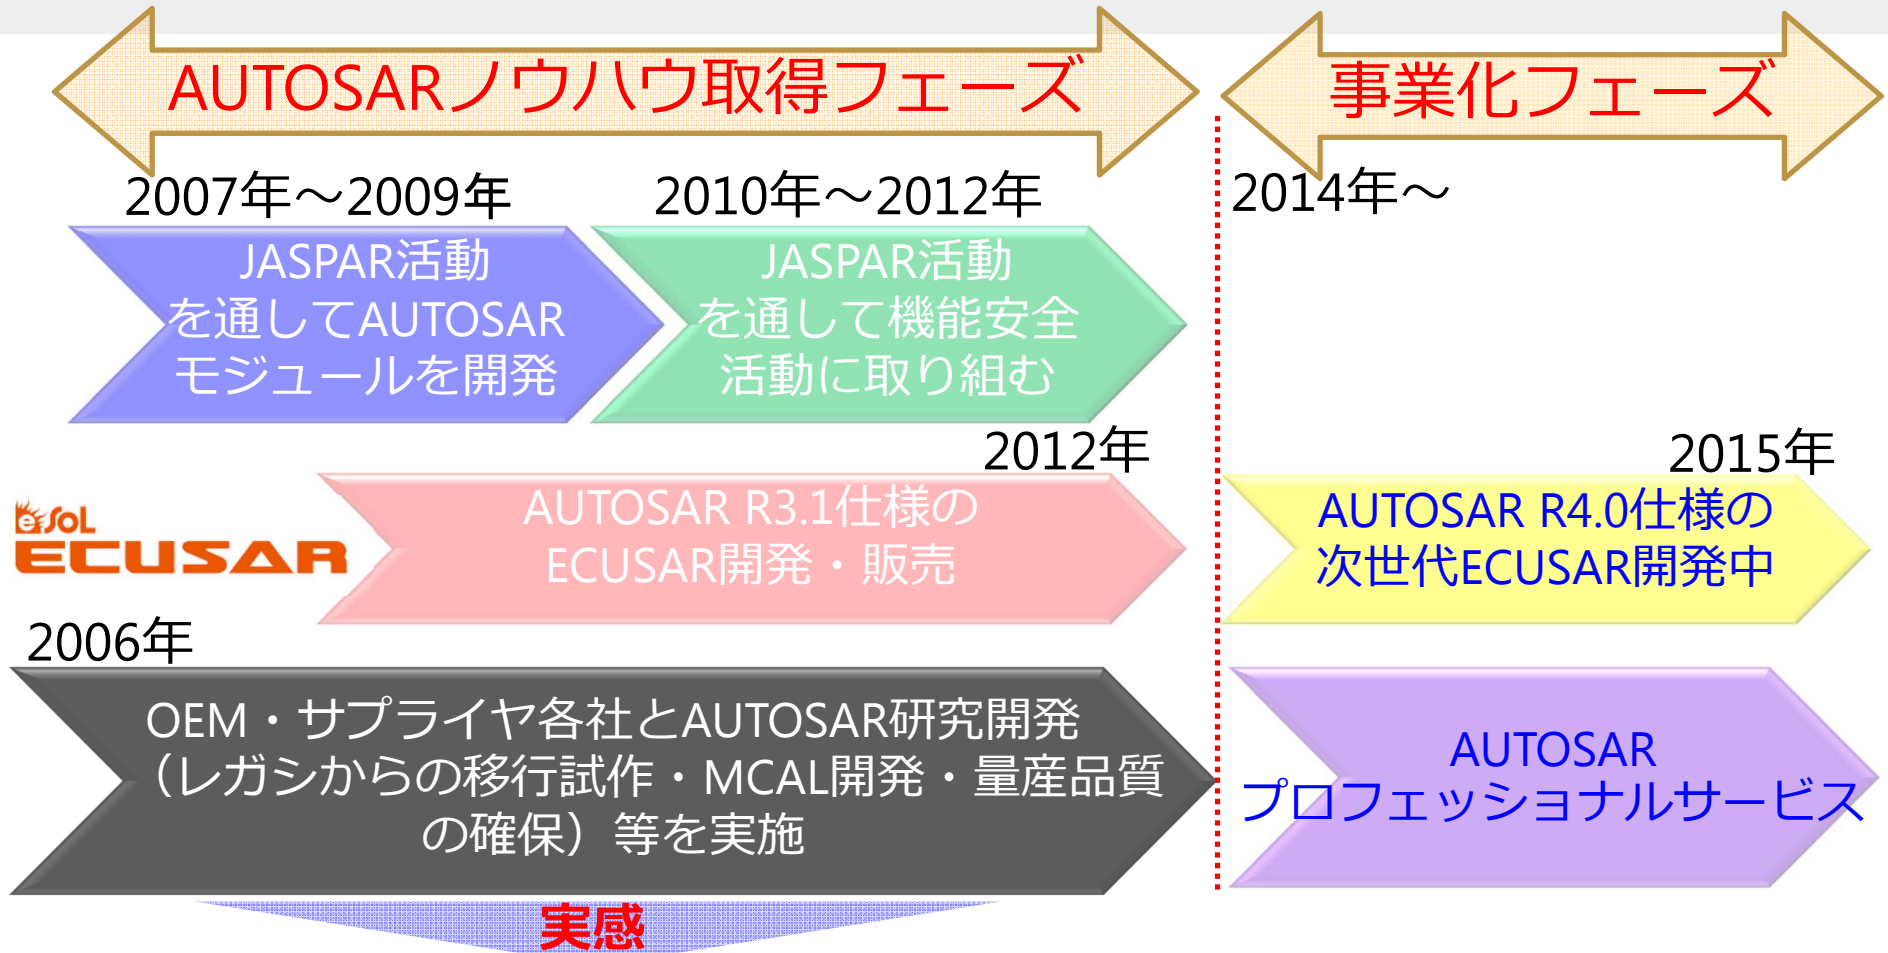 AUTOSARノウハウ取得フェーズ
事業化フェーズ
2007年～2009年
2010年～2012年
2014年～
JASPAR活動
を通してAUTOSAR
モジュールを開発
JASPAR活動
を通して機能安全
活動に取り組む
2012年
2015年
eSOL
ECUSAR
AUTOSAR R3.1仕様の
ECUSAR開発・販売
AUTOSAR R4.0仕様の
次世代ECUSAR開発中
2006年
OEM・サプライヤ各社とAUTOSAR研究開発
（レガシからの移行試作・MCAL開発・量産品質
の確保）等を実施
AUTOSAR
プロフェッショナルサービス
実感